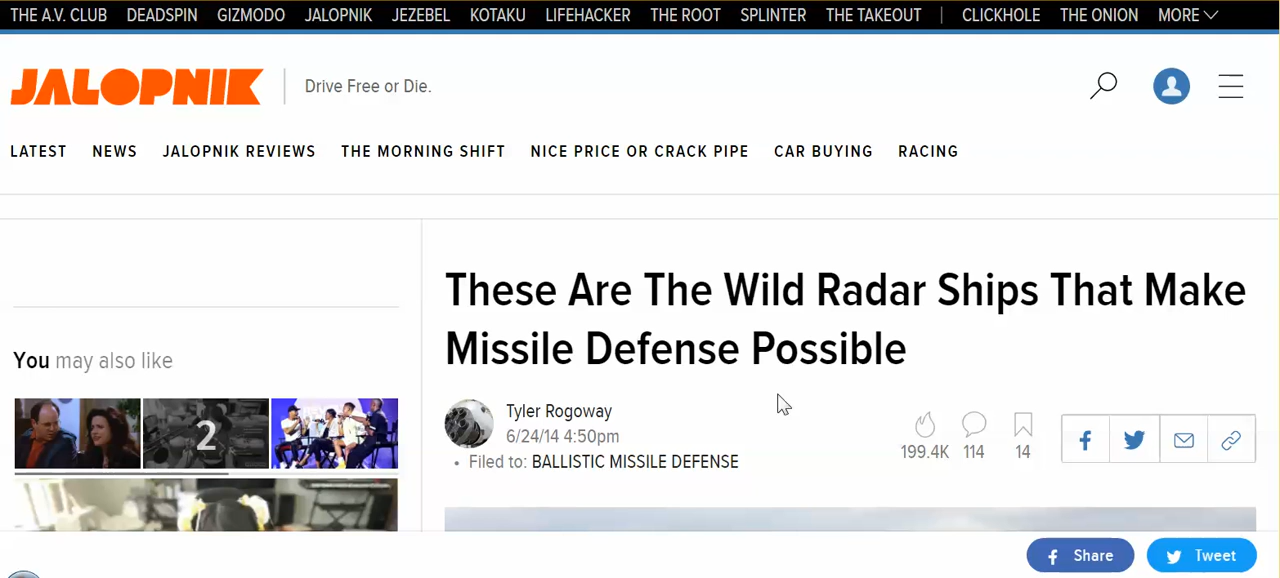 THE A.V. CLUB DEADSPIN GIZMODO JALOPNIK JEZEBEL KOTAKU LIFEHACKER THE ROOT SPLINTER THE TAKEOUT | CLICKHOLE THE ONION MORE
JALOPNIK Drive Free or Die.
LATEST NEWS JALOPNIK REVIEWS THE MORNING SHIFT NICE PRICE OR CRACK PIPE CAR BUYING RACING
These Are The Wild Radar Ships That Make
Missile Defense Possible
You may also like
2
Tyler Rogoway
6/24/14 4:50pm
• Filed to: BALLISTIC MISSILE DEFENSE
199.4K 114 14
Share Tweet